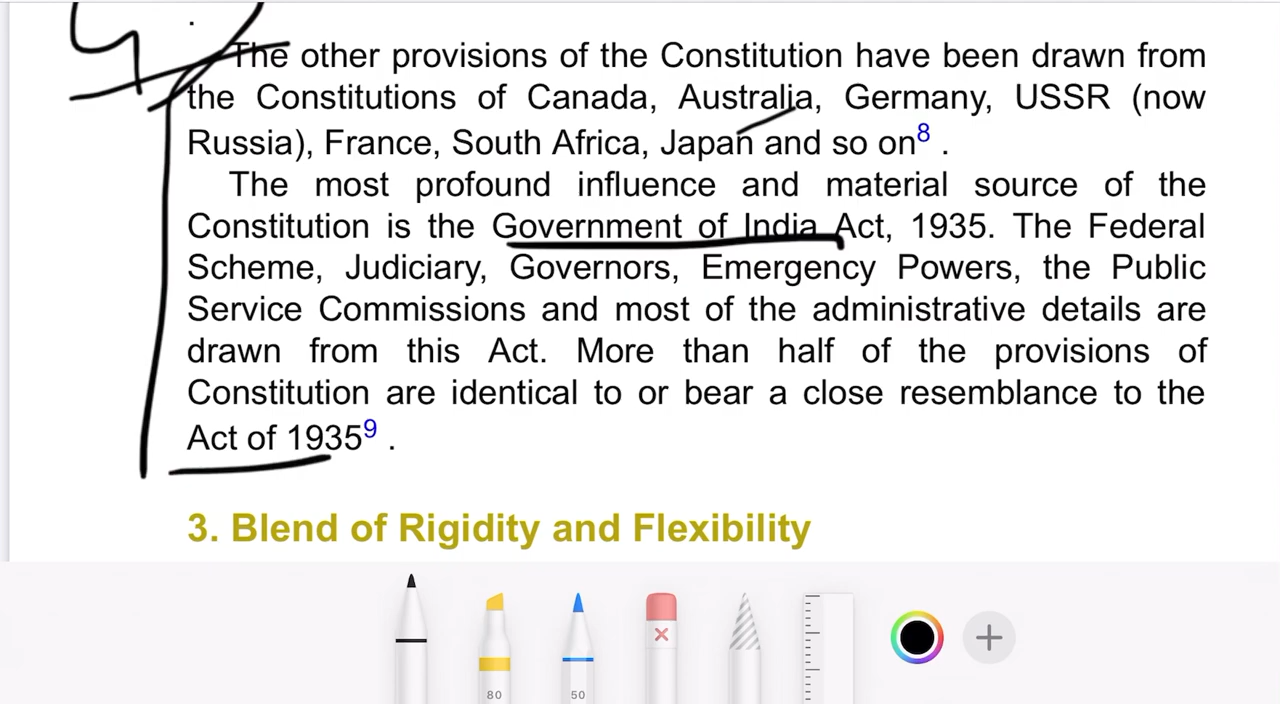 The other provisions of the Constitution have been drawn from
the Constitutions of Canada, Australia, Germany, USSR (now
Russia), France, South Africa, Japan and so on8 .
The most profound influence and material source of the
Constitution is the Government of India Act, 1935. The Federal
Scheme, Judiciary, Governors, Emergency Powers, the Public
Service Commissions and most of the administrative details are
drawn from this Act. More than half of the provisions of
Constitution are identical to or bear a close resemblance to the
Act of 19359 .
3. Blend of Rigidity and Flexibility
80 50